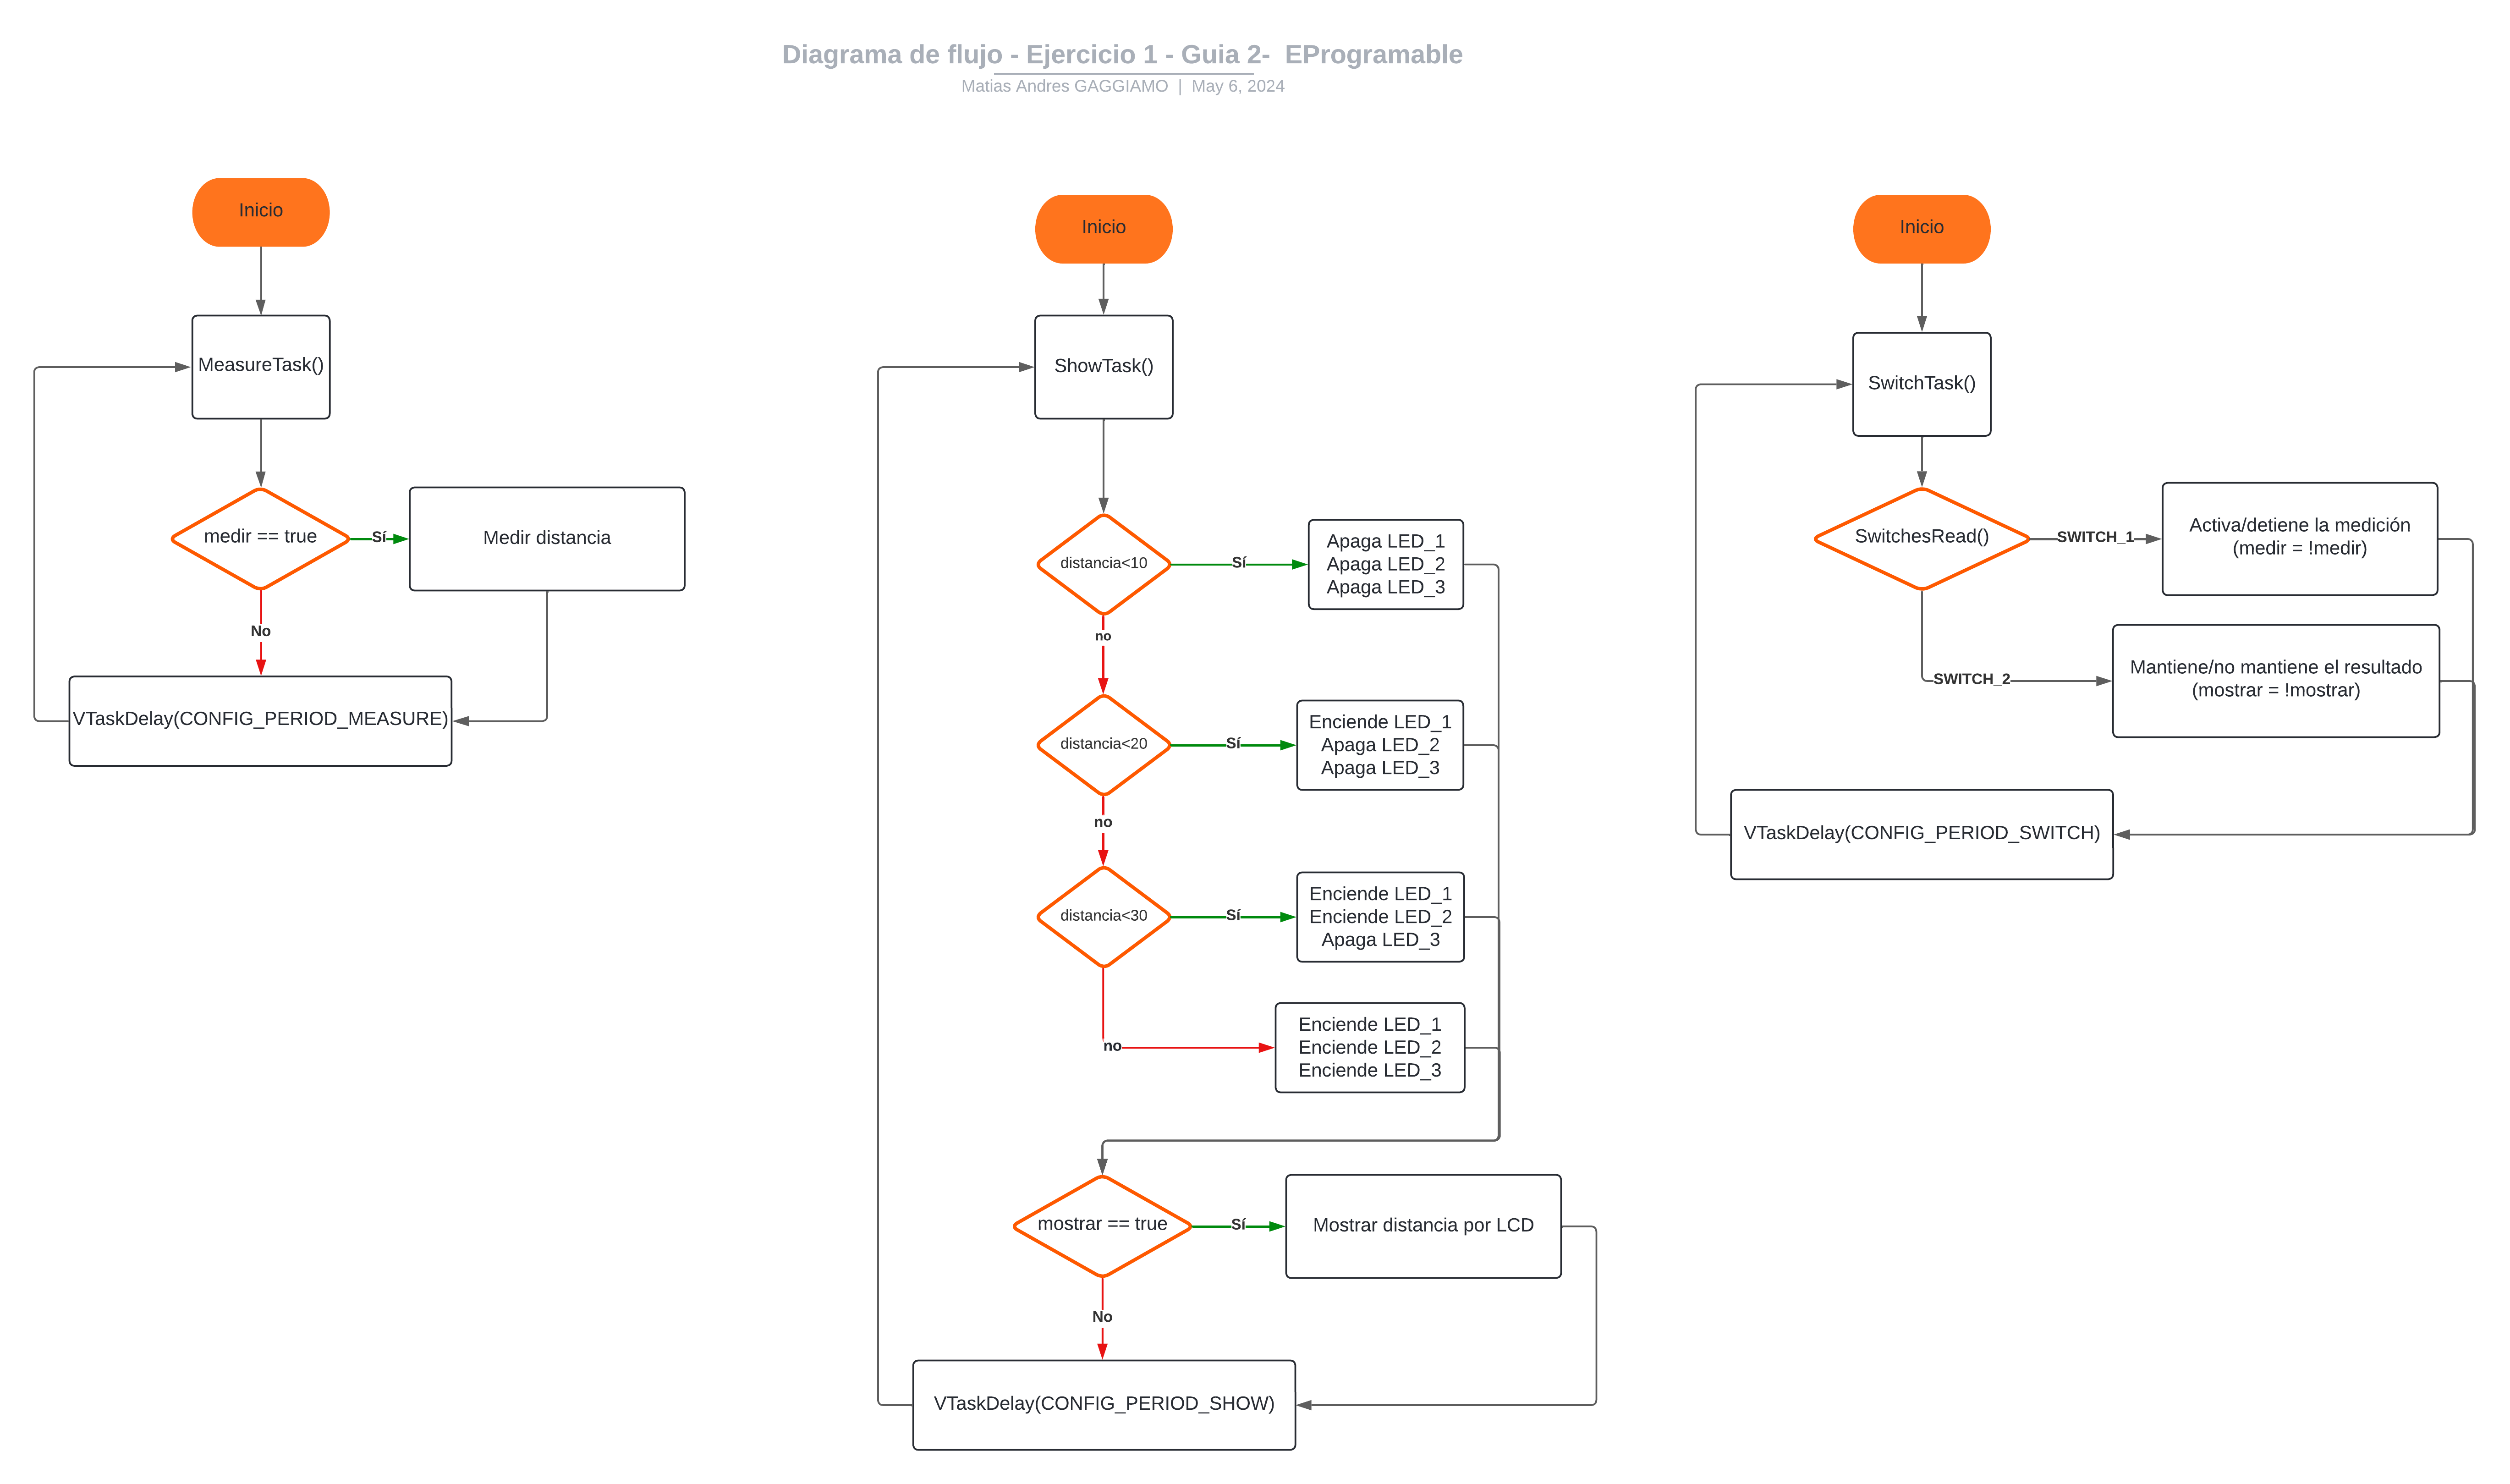 Diagrama de flujo - Ejercicio 1 - Guia 2-  EProgramable
Matias Andres GAGGIAMO  |  May 6, 2024
Inicio
MeasureTask()
medir == true
Sí
Medir distancia
No
VTaskDelay(CONFIG_PERIOD_MEASURE)
Inicio
ShowTask()
distancia<10
Sí
Apaga LED_1
Apaga LED_2
Apaga LED_3
no
distancia<20
Sí
Enciende LED_1
Apaga LED_2
Apaga LED_3
no
distancia<30
Sí
Enciende LED_1
Enciende LED_2
Apaga LED_3
no
Enciende LED_1
Enciende LED_2
Enciende LED_3
mostrar == true
Sí
Mostrar distancia por LCD
No
VTaskDelay(CONFIG_PERIOD_SHOW)
Inicio
SwitchTask()
SwitchesRead()
SWITCH_1
Activa/detiene la medición
(medir = !medir)
SWITCH_2
Mantiene/no mantiene el resultado
(mostrar = !mostrar)
VTaskDelay(CONFIG_PERIOD_SWITCH)